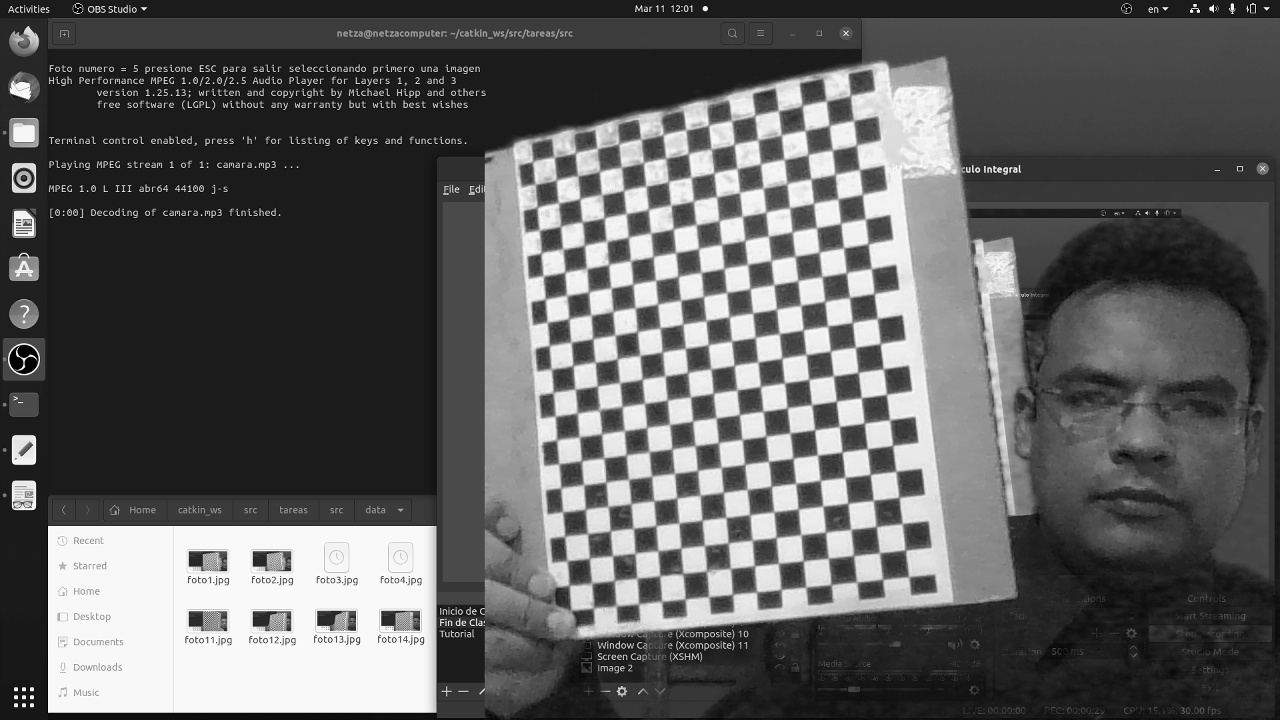 Activities
OBS Studio
Mar 11 12:01
en
netza@netzacomputer: ~/catkin_ws/src/tareas/src
Foto numero = 5 presione ESC para salir seleccionando primero una imagen
High Performance MPEG 1.0/2.0/2.5 Audio Player for Layers 1, 2 and 3
version 1.25.13; written and copyright by Michael Hipp and others
free software (LGPL) without any warranty but with best wishes
Terminal control enabled, press 'h' for listing of keys and functions.
Playing MPEG stream 1 of 1: camara.mp3 ...
MPEG 1.0 L III abr64 44100 j-s
[0:00] Decoding of camara.mp3 finished.
culo Integral
File Edi
Home catkin_ws src tareas src data
Recent
Starred
Home
Desktop
Documents
Downloads
Music
foto1.jpg foto2.jpg foto3.jpg foto4.jpg
foto11.jpg foto12.jpg foto13.jpg foto14.jpg
Inicio de C
Fin de Clas
Tutorial
Window Capture (Xcomposite) 10
Window Capture (Xcomposite) 11
Screen Capture (XSHM)
Image 2
Media Source
Duration 500 ms
Controls
Start Streaming
Studio Mode
Settings
LIVE: 00:00:00 REC: 00:00:29 30.00 fps